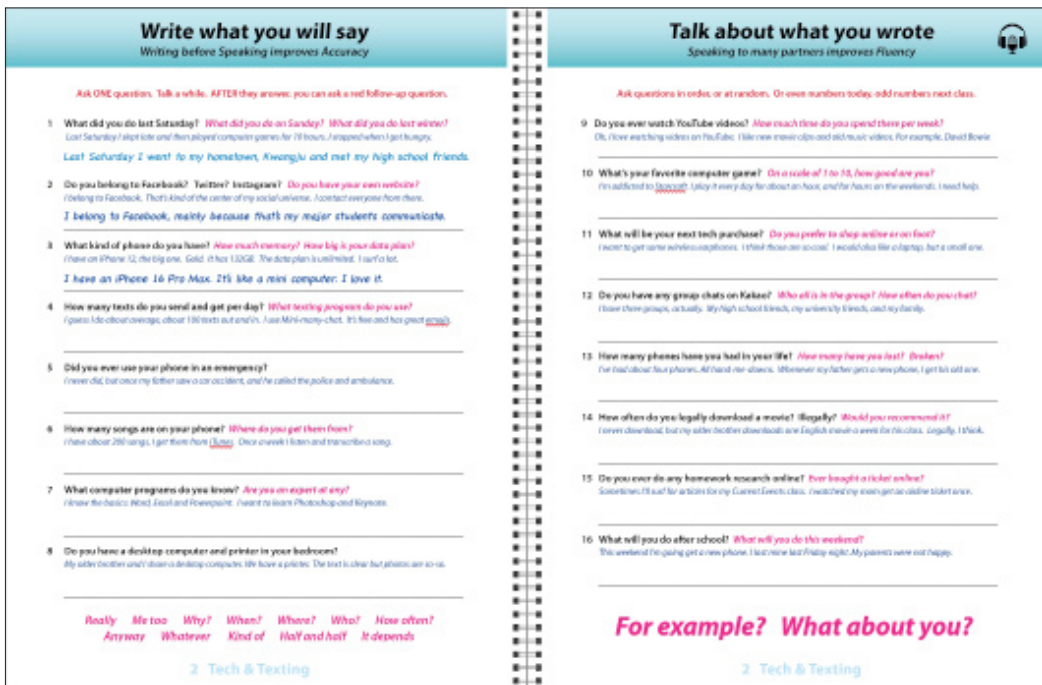 Write what you will say
Writing before Speaking improves Accuracy
Ask ONE question. Talk a while. AFTER they answer, you can ask a red follow-up question.
1 What did you do last Saturday? What did you do on Sunday? What did you do last winter?
Last Saturday I slept late and then played computer games for 10 hours. I stopped when I got hungry.
Last Saturday I went to my hometown, Kwangju and met my high school friends.
2 Do you belong to Facebook? Twitter? Instagram? Do you have your own website?
I belong to Facebook. That's kind of the center of my social universe. I contact everyone from there.
I belong to Facebook, mainly because that's my major students communicate.
3 What kind of phone do you have? How much memory? How big is your data plan?
I have an iPhone 12, the big one. Gold. It has 132GB. The data plan is unlimited. I surf a lot.
I have an iPhone 16 Pro Max. It's like a mini computer. I love it.
4 How many texts do you send and get per day? What texting program do you use?
I guess I do about average, about 100 texts out and in. I use Mini-many-chat. It's free and has great emojis.
5 Did you ever use your phone in an emergency?
I never did, but once my father saw a car accident, and he called the police and ambulance.
6 How many songs are on your phone? Where do you get them from?
I have about 200 songs, I get them from iTunes. Once a week I listen and transcribe a song.
7 What computer programs do you know? Are you an expert at any?
I know the basics: Word, Excel and Powerpoint. I want to learn Photoshop and Keynote.
8 Do you have a desktop computer and printer in your bedroom?
My older brother and I share a desktop computer. We have a printer. The text is clear but photos are so-so.
Really Me too Why? When? Where? Who? How often?
Anyway Whatever Kind of Half and half It depends
2 Tech & Texting
Talk about what you wrote
Speaking to many partners improves Fluency
Ask questions in order, or at random. Or even numbers today, odd numbers next class.
9 Do you ever watch YouTube videos? How much time do you spend there per week?
Oh, I love watching videos on YouTube. I like new movie clips and old music videos. For example, David Bowie.
10 What's your favorite computer game? On a scale of 1 to 10, how good are you?
I'm addicted to Starcraft. I play it every day for about an hour, and for hours on the weekends. I need help.
11 What will be your next tech purchase? Do you prefer to shop online or on foot?
I want to get some wireless earphones. I think those are so cool. I would also like a laptop, but a small one.
12 Do you have any group chats on Kakao? Who all is in the group? How often do you chat?
I have three groups, actually. My high school friends, my university friends, and my family.
13 How many phones have you had in your life? How many have you lost? Broken?
I've had about four phones. All hand-me-downs. Whenever my father gets a new phone, I get his old one.
14 How often do you legally download a movie? Illegally? Would you recommend it?
I never download, but my older brother downloads one English movie a week for his class. Legally, I think.
15 Do you ever do any homework research online? Ever bought a ticket online?
Sometimes I'll surf for articles for my Current Events class. I watched my mom get an airline ticket once.
16 What will you do after school? What will you do this weekend?
This weekend I'm going get a new phone. I lost mine last Friday night. My parents were not happy.
For example? What about you?
2 Tech & Texting